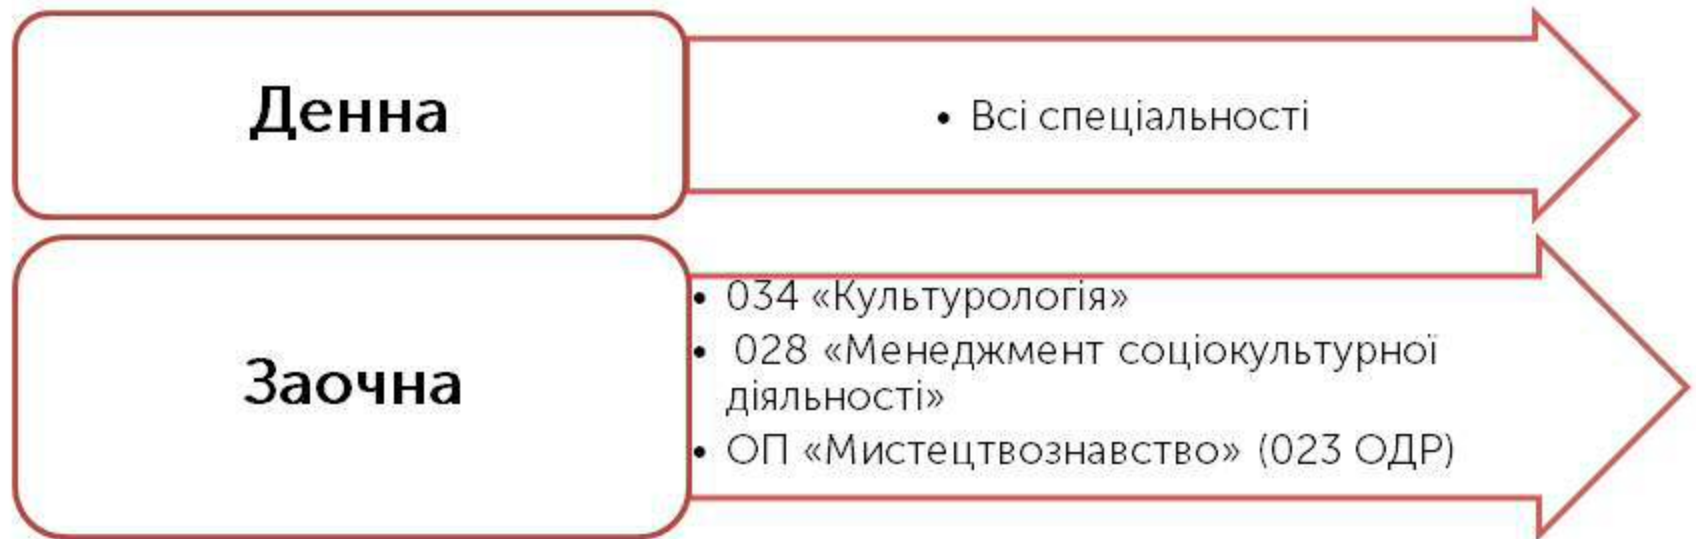 Денна
• Всі спеціальності
Заочна
• 034 «Культурологія»
• 028 «Менеджмент соціокультурної
діяльності»
• ОП «Мистецтвознавство» (023 ОДР)